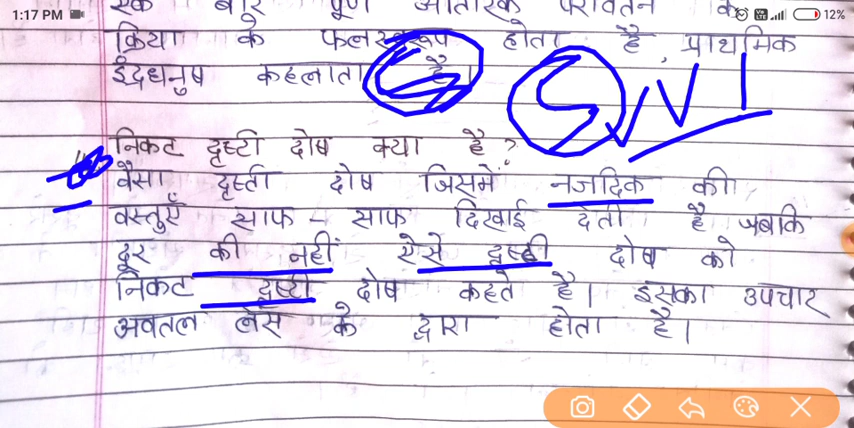 1:17 PM 12%
एक बार पूर्ण आंतरिक परावर्तन
क्रिया के फलस्वरूप होता है, प्राथमिक
इंद्रधनुष कहलाता है।
निकट दृष्टी दोष क्या है?
वैसा दृष्टी दोष जिसमें नजदिक की
वस्तुएँ साफ - साफ दिखाई देती है जबकि
दूर की नहीं ऐसे दृष्टी दोष को
निकट दृष्टी दोष कहते है। इसका उपचार
अवतल लेंस के द्वारा होता है।